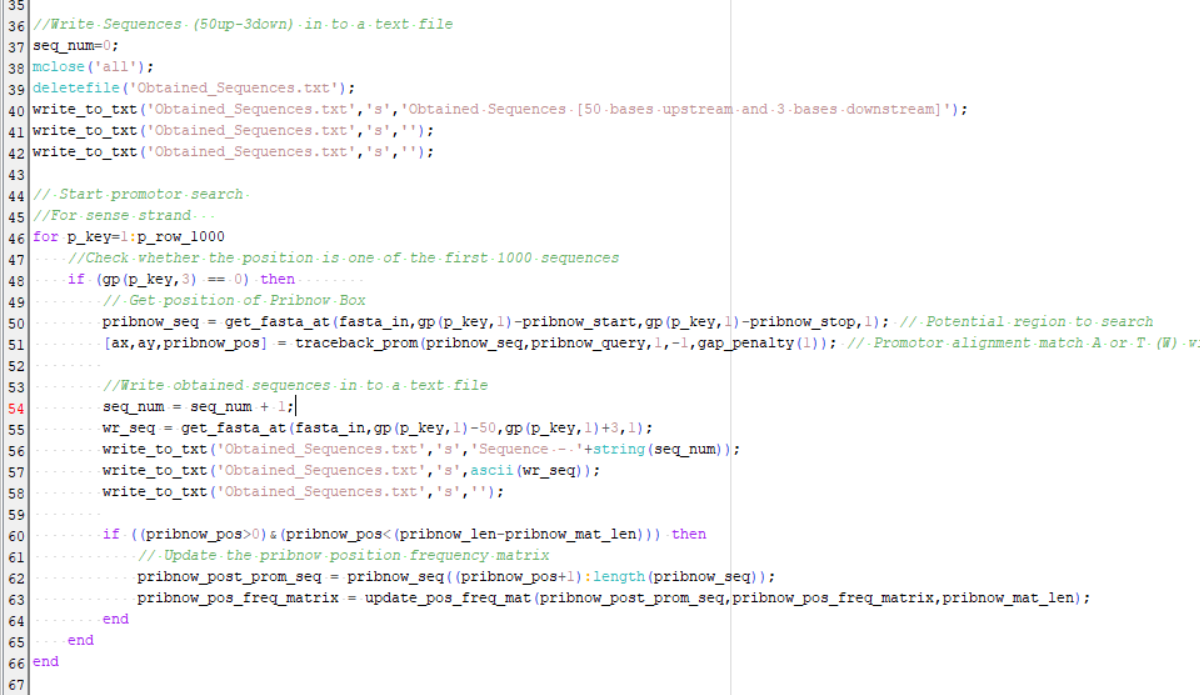 35
36 //Write Sequences (50up-3down) in to a text file
37 seq_num=0;
38 mclose('all');
39 deletefile('Obtained_Sequences.txt');
40 write_to_txt('Obtained_Sequences.txt','s','Obtained Sequences [50 bases upstream and 3 bases downstream]');
41 write_to_txt('Obtained_Sequences.txt','s','');
42 write_to_txt('Obtained_Sequences.txt','s','');
43
44 // Start promotor search
45 //For sense strand
46 for p_key=1:p_row_1000
47     //Check whether the position is one of the first 1000 sequences
48     if (gp(p_key,3) == 0) then
49         // Get position of Pribnow Box
50         pribnow_seq = get_fasta_at(fasta_in,gp(p_key,1)-pribnow_start,gp(p_key,1)-pribnow_stop,1); // Potential region to search
51         [ax,ay,pribnow_pos] = traceback_prom(pribnow_seq,pribnow_query,1,-1,gap_penalty(1)); // Promotor alignment match A or T (W) w
52
53         //Write obtained sequences in to a text file
54         seq_num = seq_num + 1;
55         wr_seq = get_fasta_at(fasta_in,gp(p_key,1)-50,gp(p_key,1)+3,1);
56         write_to_txt('Obtained_Sequences.txt','s','Sequence - '+string(seq_num));
57         write_to_txt('Obtained_Sequences.txt','s',ascii(wr_seq));
58         write_to_txt('Obtained_Sequences.txt','s','');
59
60         if ((pribnow_pos>0)&(pribnow_pos<(pribnow_len-pribnow_mat_len))) then
61             // Update the pribnow position frequency matrix
62             pribnow_post_prom_seq = pribnow_seq((pribnow_pos+1):length(pribnow_seq));
63             pribnow_pos_freq_matrix = update_pos_freq_mat(pribnow_post_prom_seq,pribnow_pos_freq_matrix,pribnow_mat_len);
64         end
65     end
66 end
67